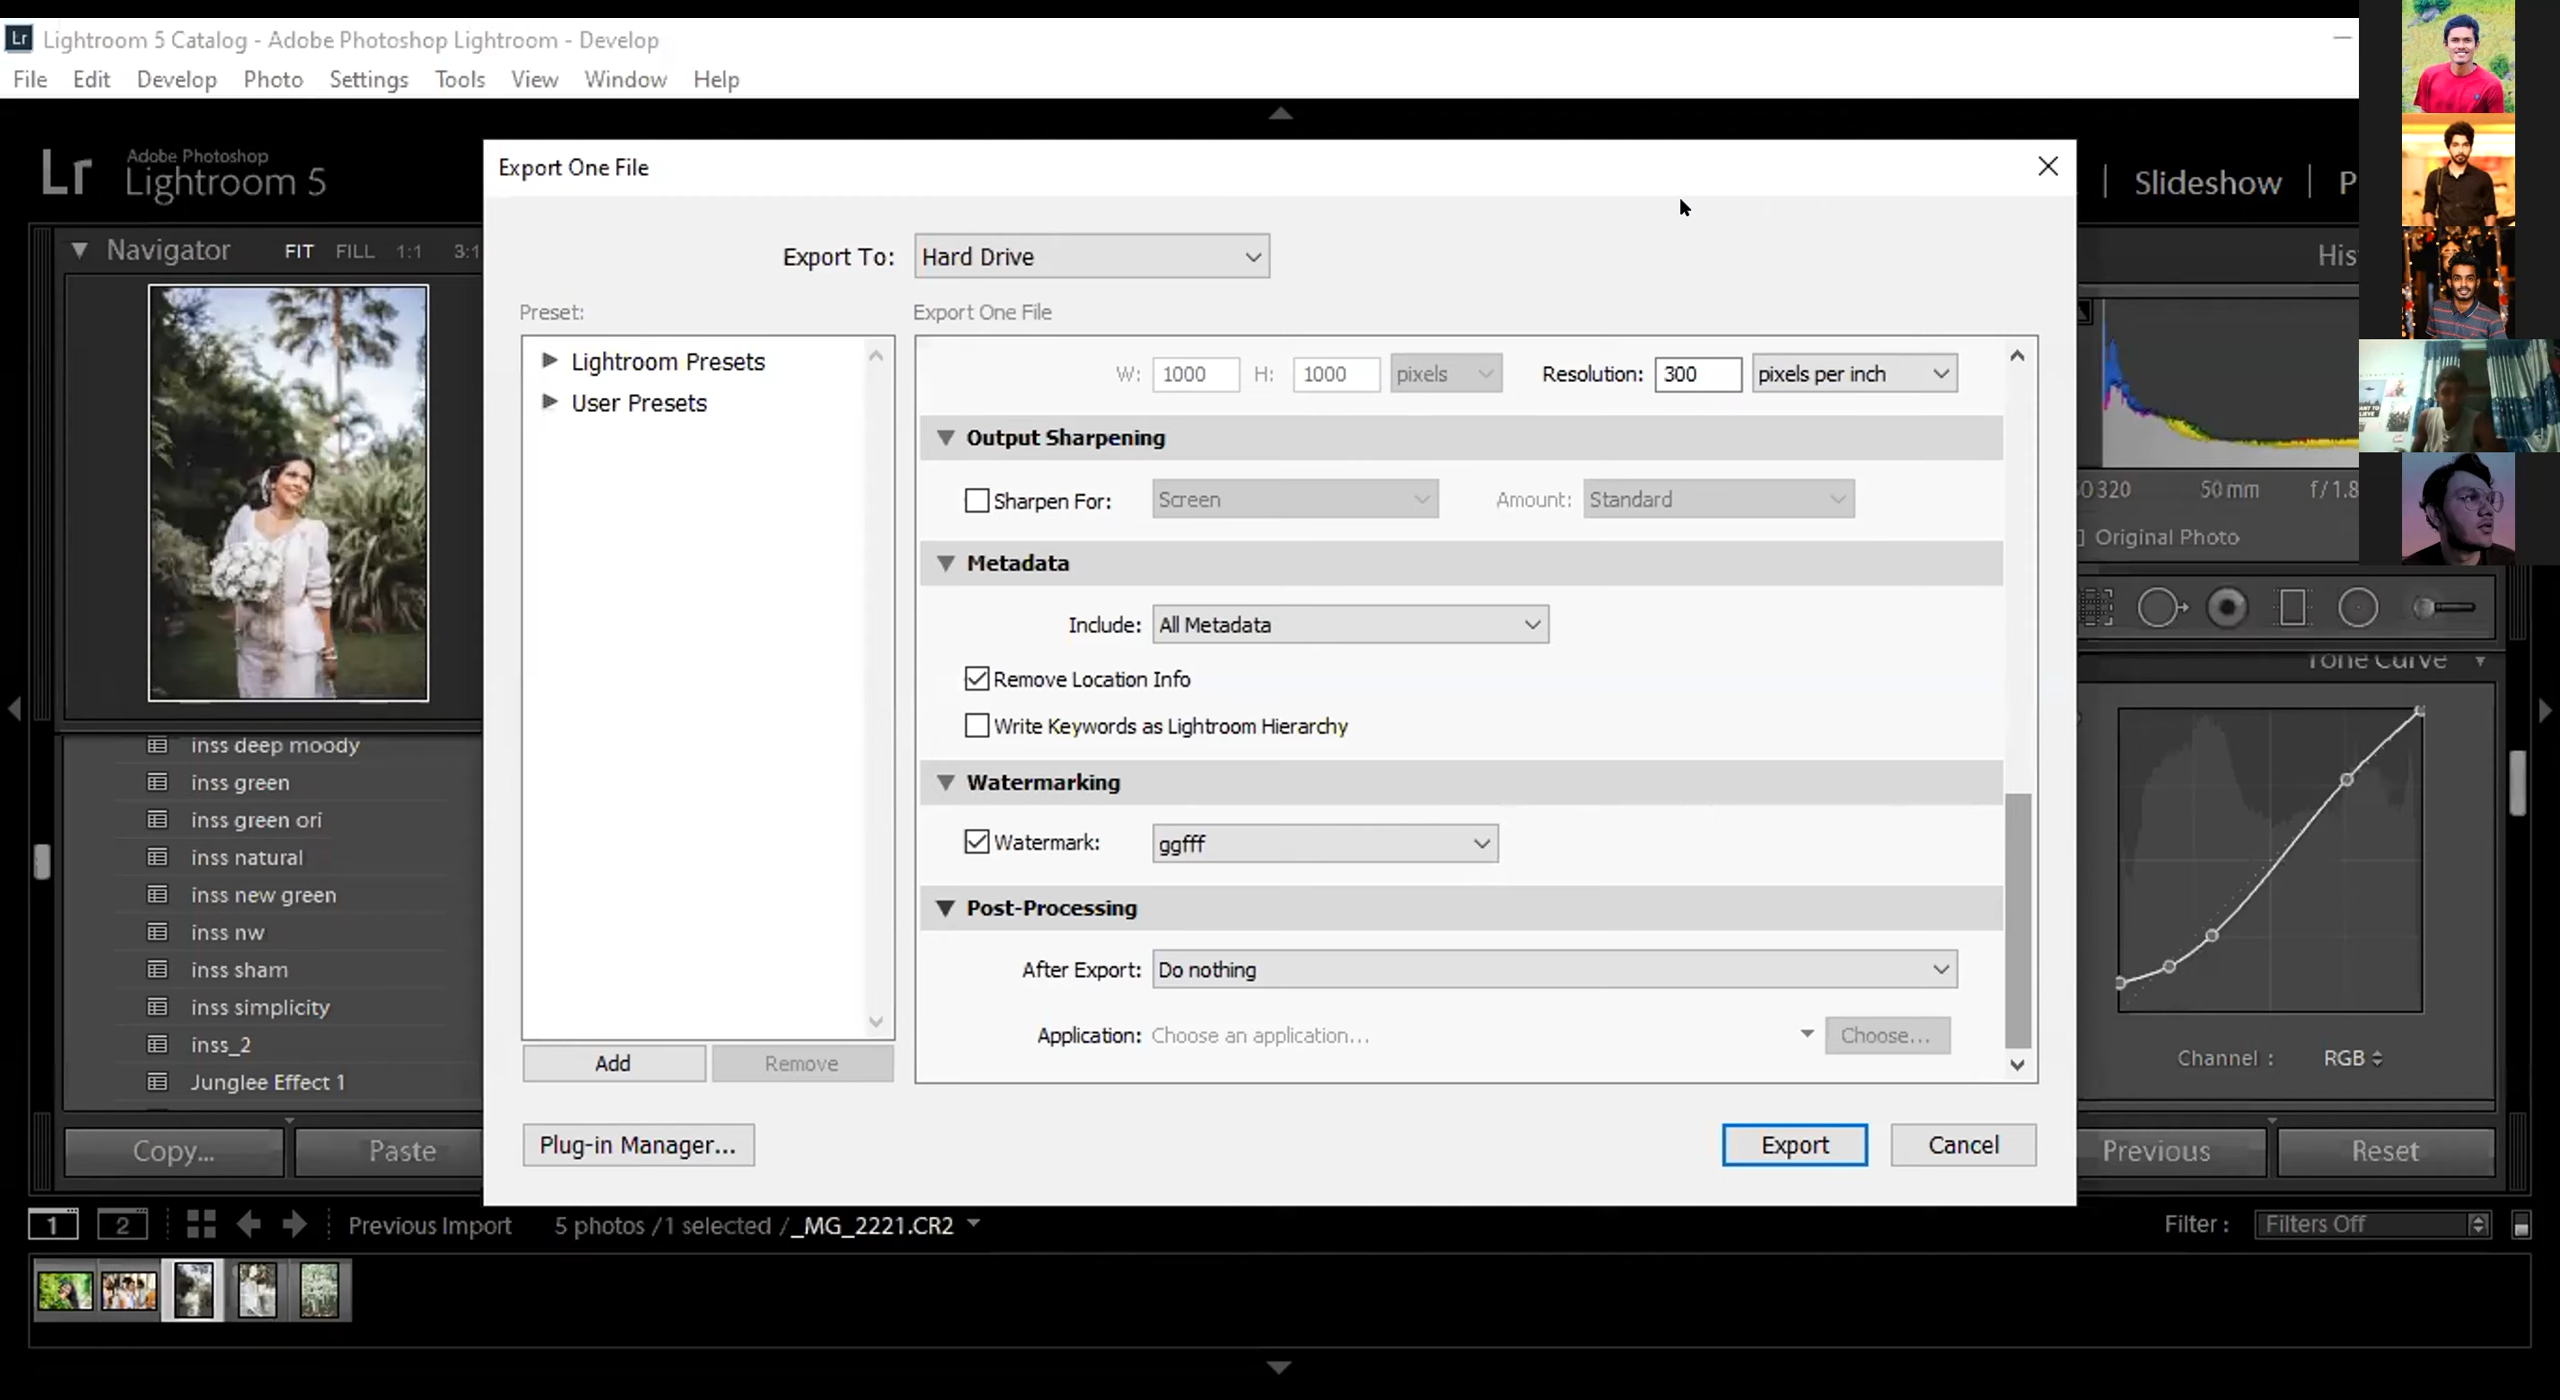 Lr Lightroom 5 Catalog - Adobe Photoshop Lightroom - Develop
File Edit Develop Photo Settings Tools View Window Help
Lr Adobe Photoshop
Lightroom 5
Slideshow
Navigator FIT FILL 1:1 3:1
Export One File
Export To: Hard Drive
Preset: Export One File
Lightroom Presets
User Presets
W: 1000 H: 1000 pixels Resolution: 300 pixels per inch
Output Sharpening
Sharpen For: Screen Amount: Standard
Metadata
Include: All Metadata
Remove Location Info
Write Keywords as Lightroom Hierarchy
Watermarking
Watermark: ggfff
Post-Processing
After Export: Do nothing
Application: Choose an application... Choose...
Add Remove
Plug-in Manager... Export Cancel
50 mm f/1.8
Original Photo
Tone Curve
Channel : RGB
Previous Reset
inss deep moody
inss green
inss green ori
inss natural
inss new green
inss nw
inss sham
inss simplicity
inss_2
Junglee Effect 1
Copy... Paste
1 2 Previous Import 5 photos /1 selected /_MG_2221.CR2 Filter : Filters Off